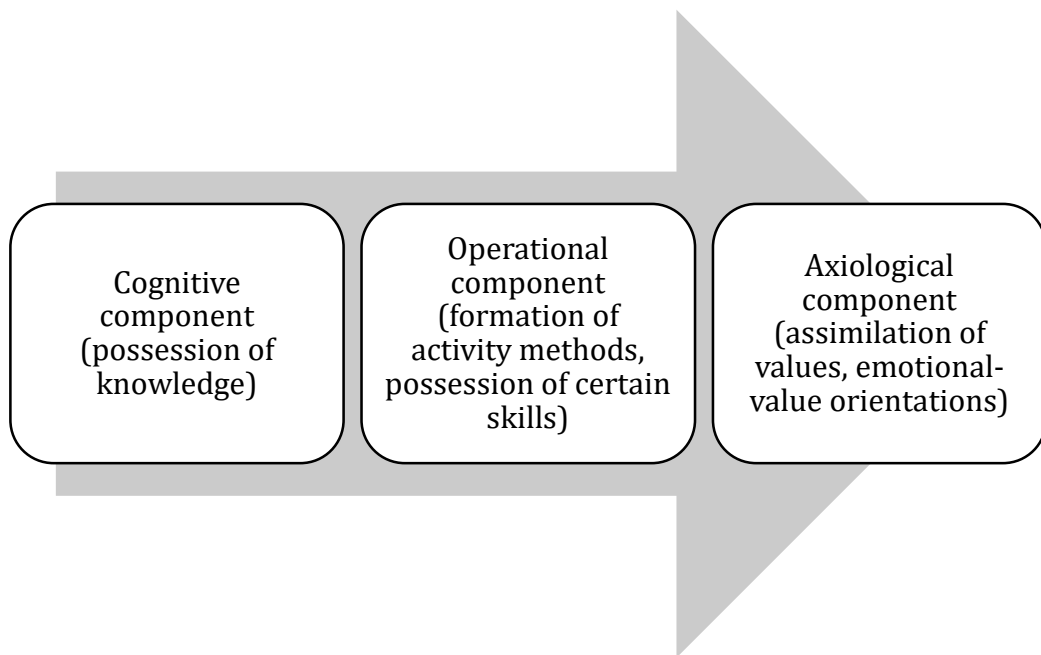 Cognitive
component
(possession of
knowledge)
Operational
component
(formation of
activity methods,
possession of certain
skills)
Axiological
component
(assimilation of
values, emotional-
value orientations)